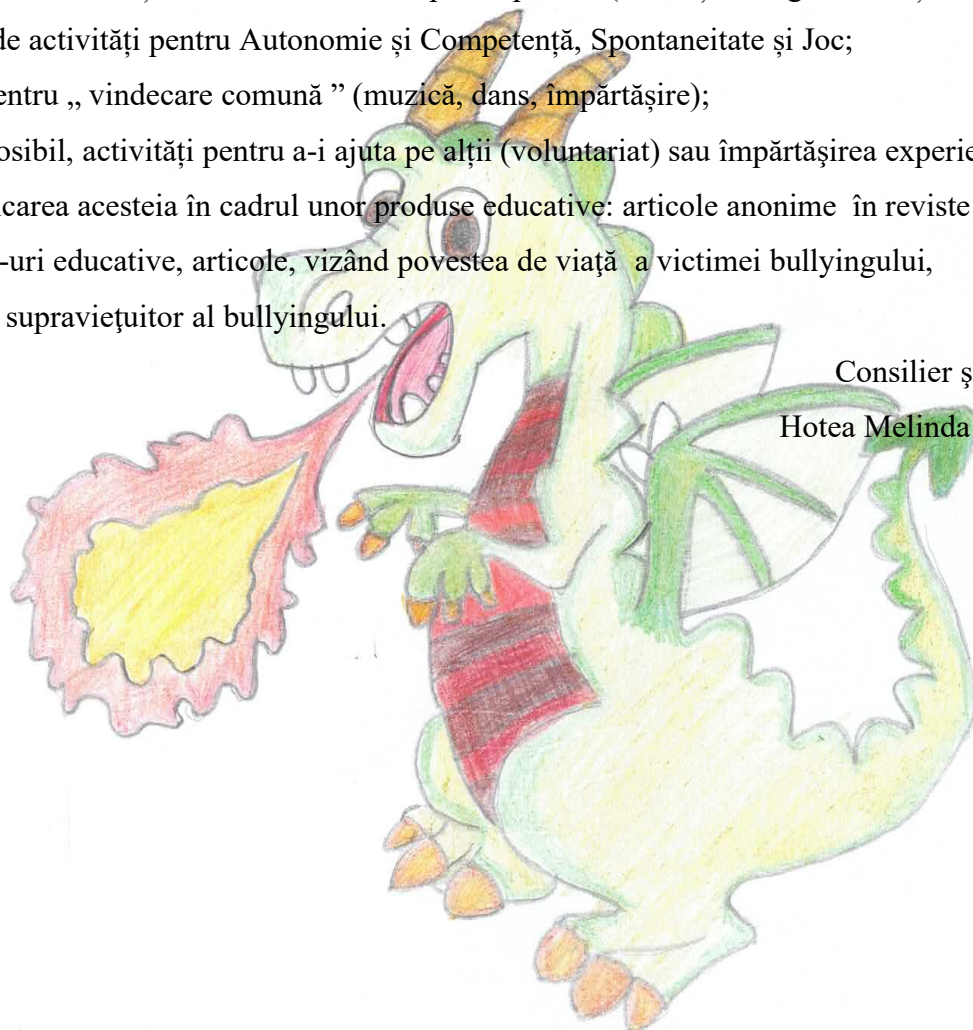 de activități pentru Autonomie și Competență, Spontaneitate și Joc;
entru „ vindecare comună ” (muzică, dans, împărtășire);
osibil, activități pentru a-i ajuta pe alții (voluntariat) sau împărtăşirea experie
icarea acesteia în cadrul unor produse educative: articole anonime în reviste
-uri educative, articole, vizând povestea de viaţă a victimei bullyingului,
supravieţuitor al bullyingului.
Consilier ș
Hotea Melinda